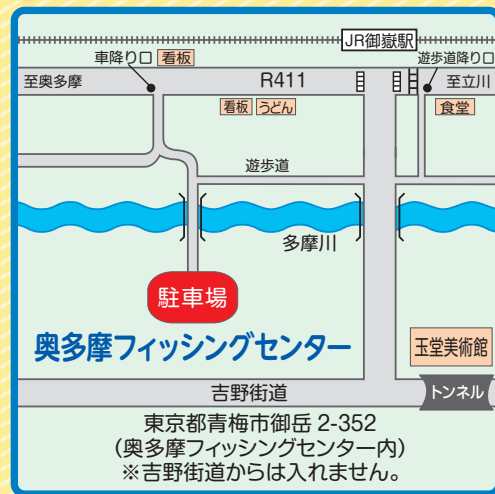 JR御嶽駅
車降り口 看板
遊歩道降り口
至奥多摩
R411
至立川
看板 うどん
食堂
遊歩道
多摩川
駐車場
奥多摩フィッシングセンター
玉堂美術館
吉野街道
トンネル
東京都青梅市御岳 2-352
（奥多摩フィッシングセンター内）
※吉野街道からは入れません。